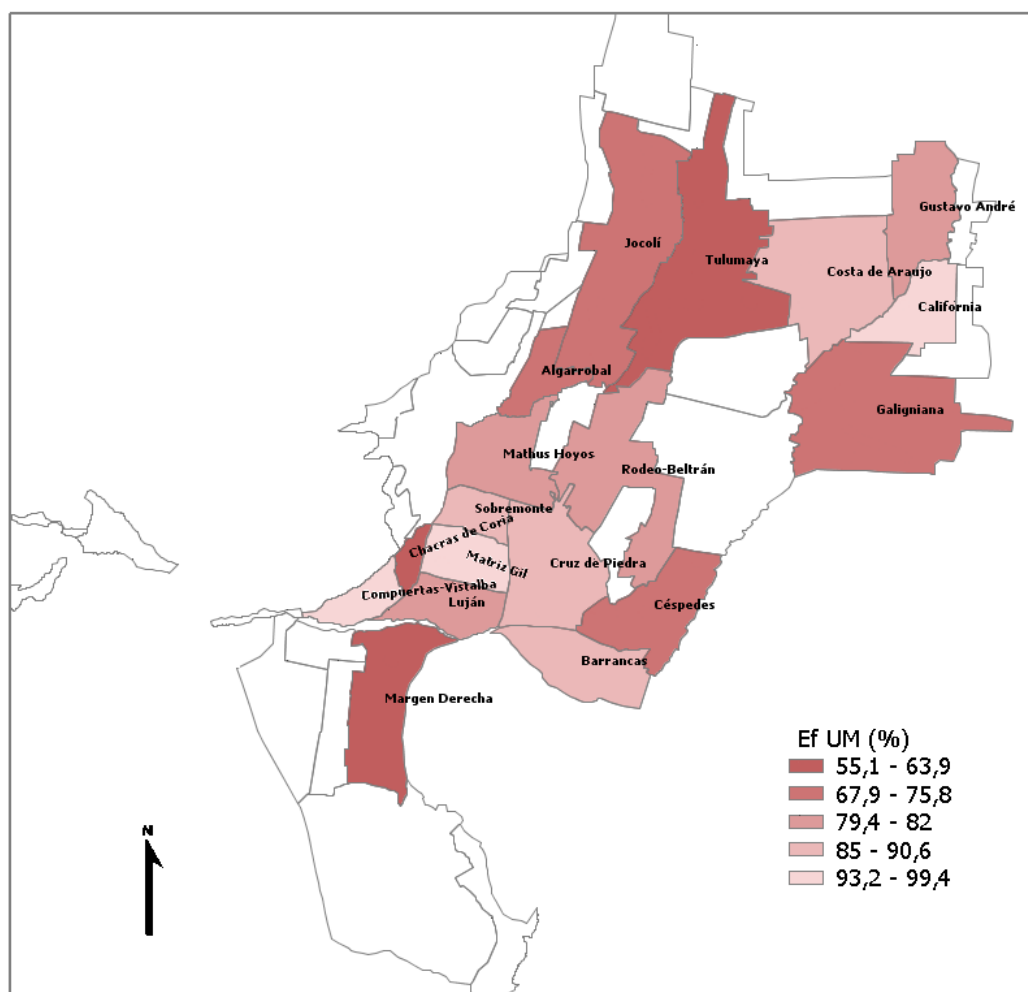 Gustavo André
Jocolí
Tulumaya
Costa de Araujo
California
Algarrobal
Galigniana
Mathus Hoyos
Rodeo-Beltrán
Sobremonte
Chacras de Coria
Matriz Gil
Cruz de Piedra
Compuertas-Vistalba
Luján
Céspedes
Barrancas
Margen Derecha
Ef UM (%)
55,1 - 63,9
67,9 - 75,8
79,4 - 82
85 - 90,6
93,2 - 99,4
N